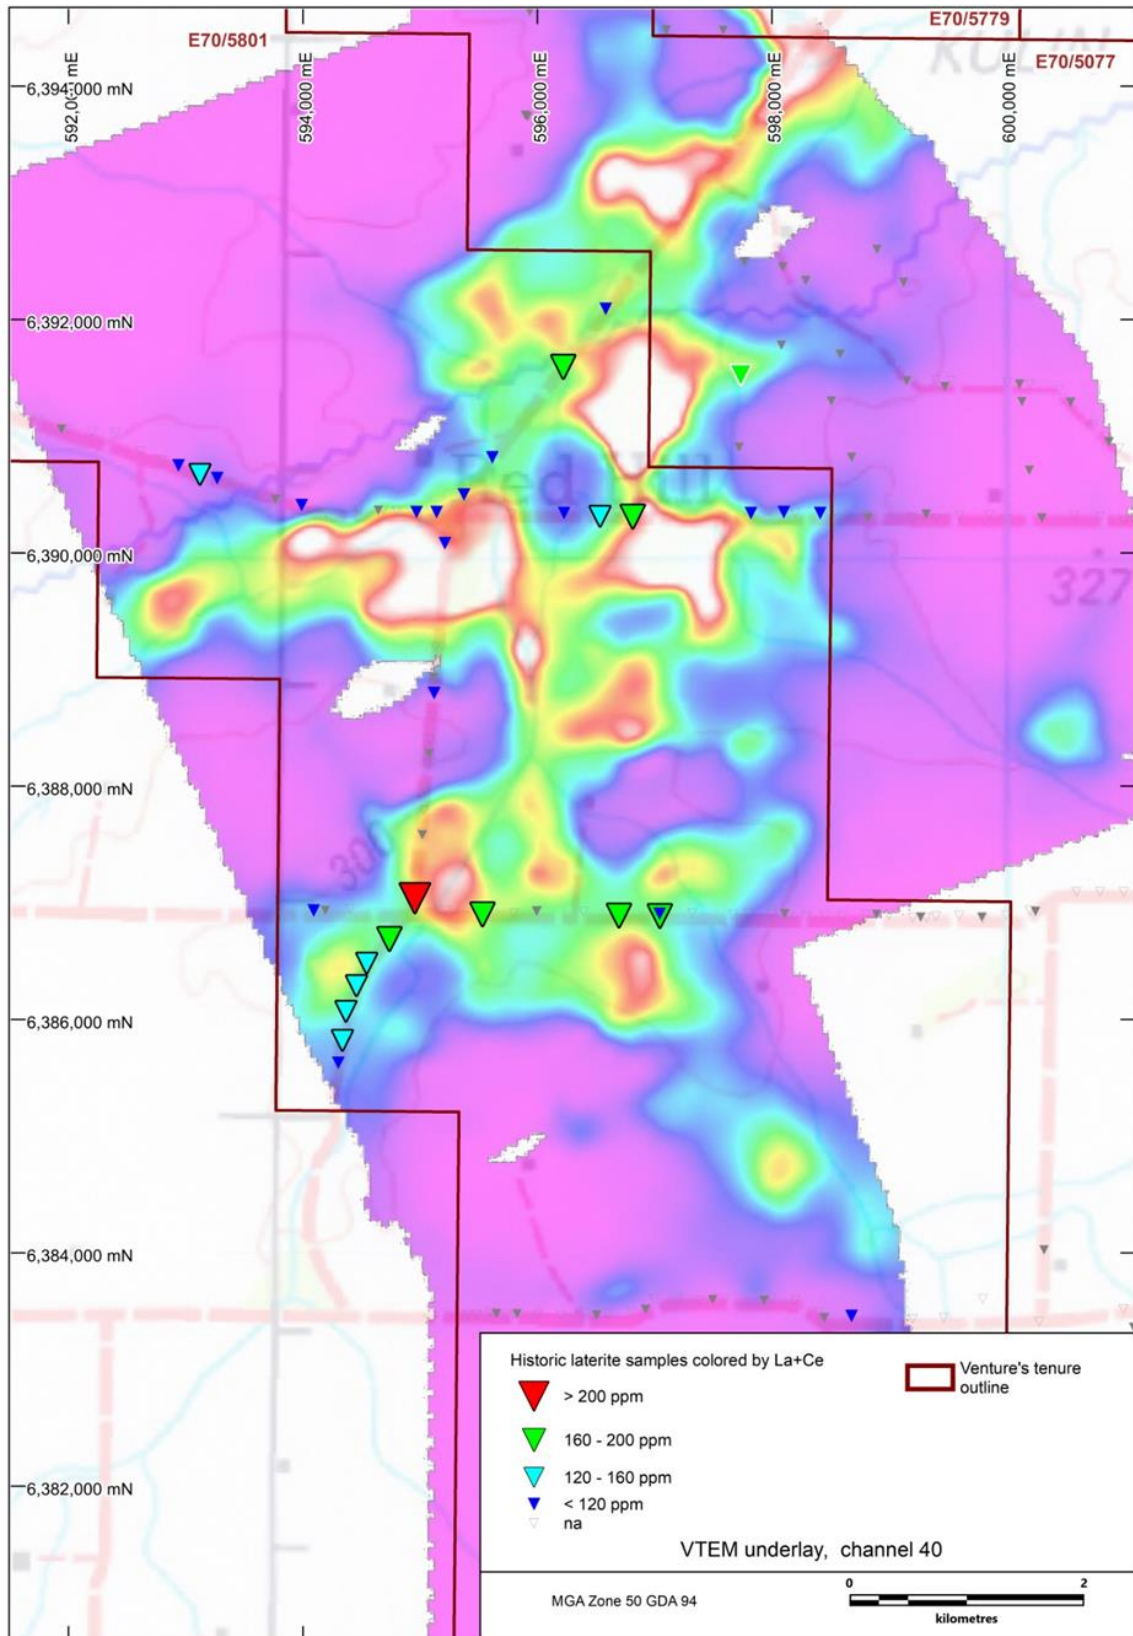 E70/5779
E70/5801
KULIN
E70/5077
592,000 mE
594,000 mE
596,000 mE
598,000 mE
600,000 mE
6,394,000 mN
6,392,000 mN
Red Hill
6,390,000 mN
327
6,388,000 mN
300
6,386,000 mN
6,384,000 mN
6,382,000 mN
Historic laterite samples colored by La+Ce
> 200 ppm
160 - 200 ppm
120 - 160 ppm
< 120 ppm
na
Venture's tenure
outline
VTEM underlay, channel 40
MGA Zone 50 GDA 94
0 2
kilometres